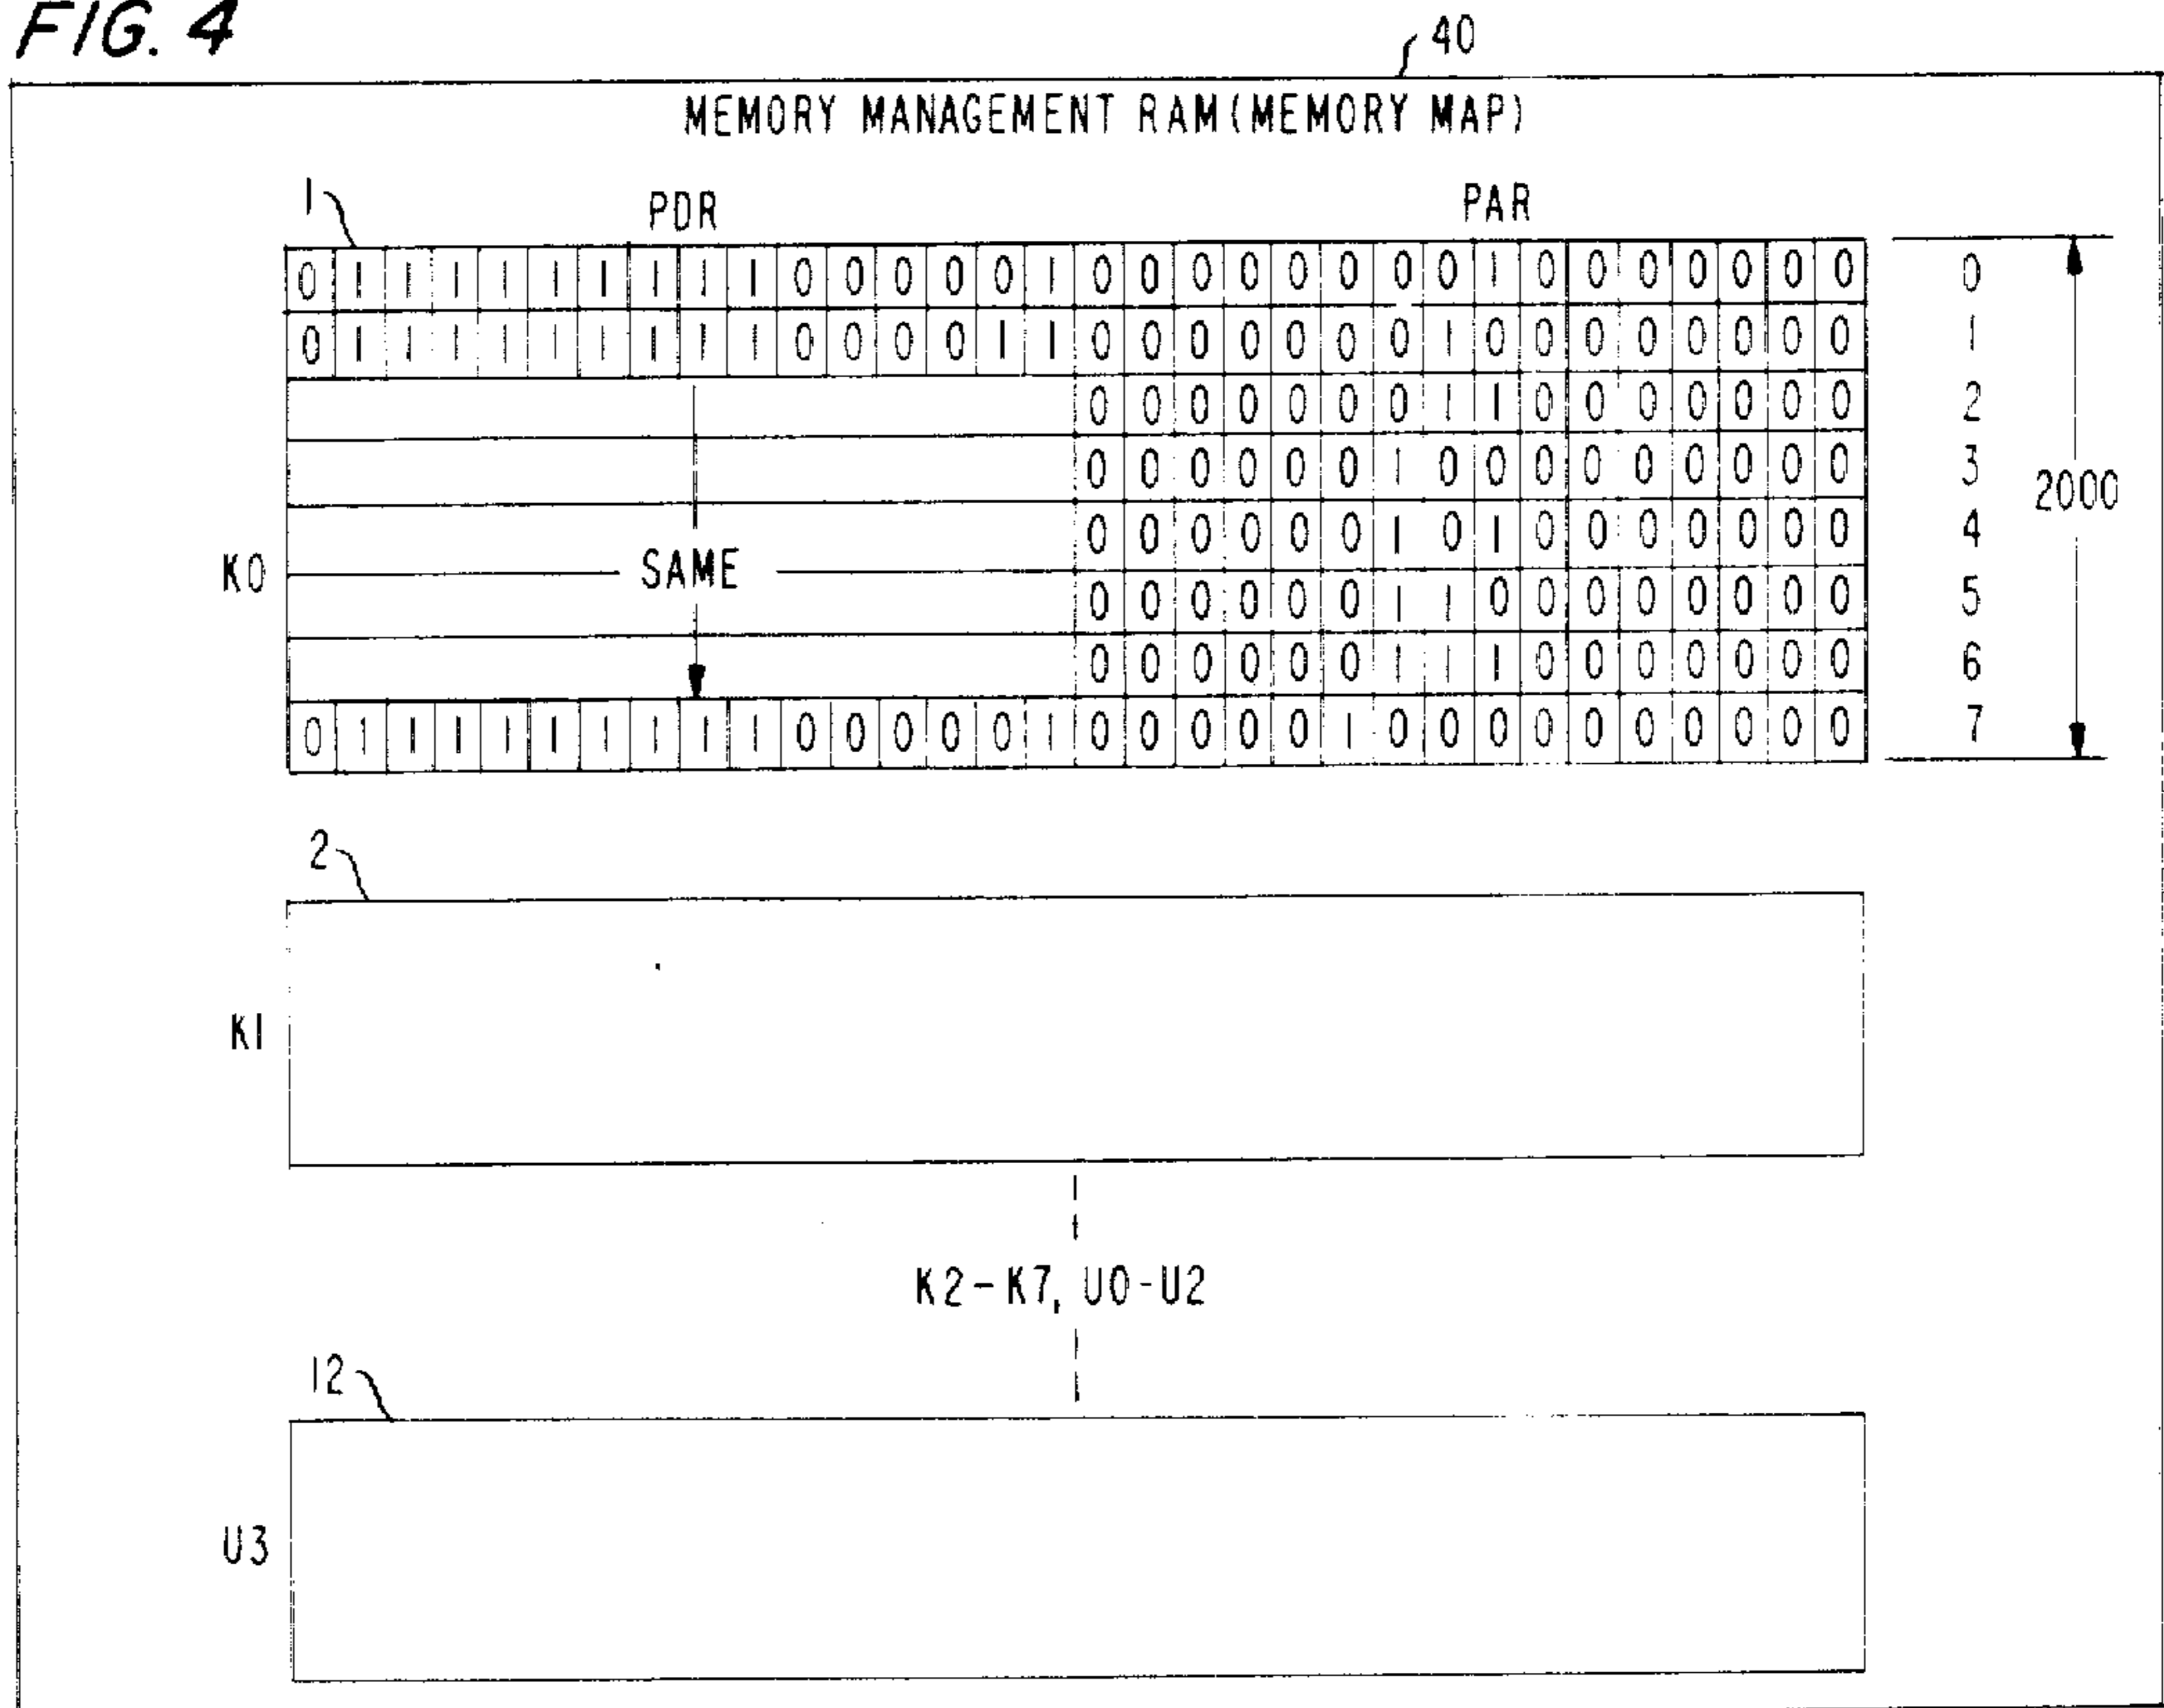 FIG. 4
40
MEMORY MANAGEMENT RAM (MEMORY MAP)
1
PDR PAR
0 1 1 1 1 1 1 1 1 1 0 0 0 0 0 1 0 0 0 0 0 0 0 0 1 0 0 0 0 0 0 0 0
0 1 1 1 1 1 1 1 1 1 0 0 0 0 1 1 0 0 0 0 0 0 0 1 0 0 0 0 0 0 0 0 1
0 0 0 0 0 0 0 1 1 0 0 0 0 0 0 0 2
0 0 0 0 0 0 1 0 0 0 0 0 0 0 0 0 3
2000
0 0 0 0 0 0 1 0 1 0 0 0 0 0 0 0 4
K0 SAME
0 0 0 0 0 0 1 1 0 0 0 0 0 0 0 0 5
0 0 0 0 0 0 1 1 1 0 0 0 0 0 0 0 6
0 1 1 1 1 1 1 1 1 1 0 0 0 0 0 1 0 0 0 0 0 1 0 0 0 0 0 0 0 0 0 0 7
2
K1
K2-K7, U0-U2
12
U3